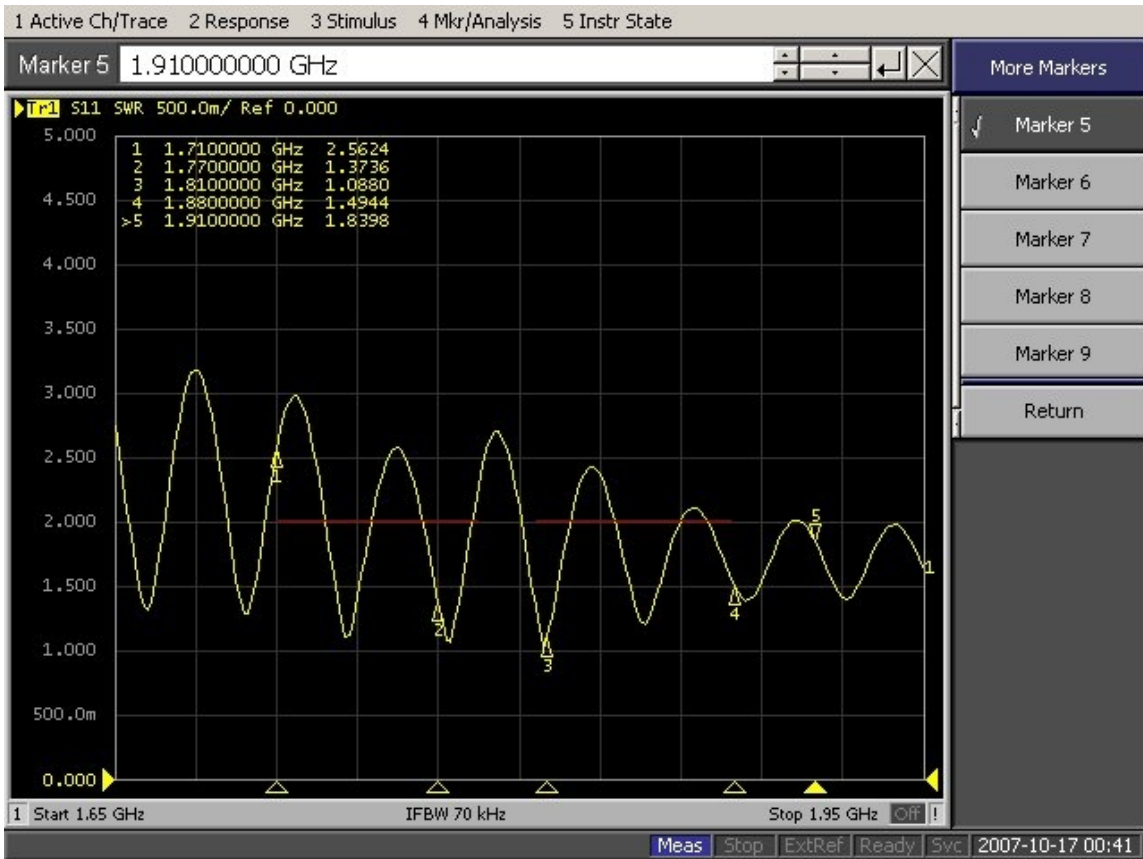 1 Active Ch/Trace 2 Response 3 Stimulus 4 Mkr/Analysis 5 Instr State
Marker 5 1.910000000 GHz
More Markers
Tr1 S11 SWR 500.0m/ Ref 0.000
5.000
4.500
4.000
3.500
3.000
2.500
2.000
1.500
1.000
500.0m
0.000
1 1.7100000 GHz 2.5624
2 1.7700000 GHz 1.3736
3 1.8100000 GHz 1.0880
4 1.8800000 GHz 1.4944
>5 1.9100000 GHz 1.8398
1
2
3
4
5
1
√ Marker 5
Marker 6
Marker 7
Marker 8
Marker 9
Return
1 Start 1.65 GHz IFBW 70 kHz Stop 1.95 GHz Off !
Meas Stop ExtRef Ready Svc 2007-10-17 00:41